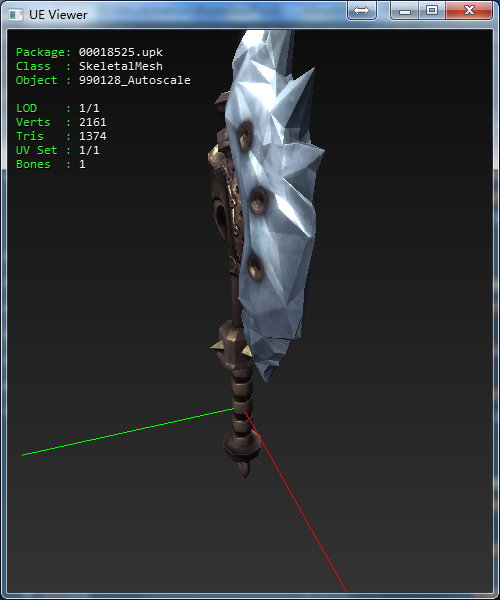 UE Viewer
Package: 00018525.upk
Class : SkeletalMesh
Object : 990128_Autoscale
LOD : 1/1
Verts : 2161
Tris : 1374
UV Set : 1/1
Bones : 1